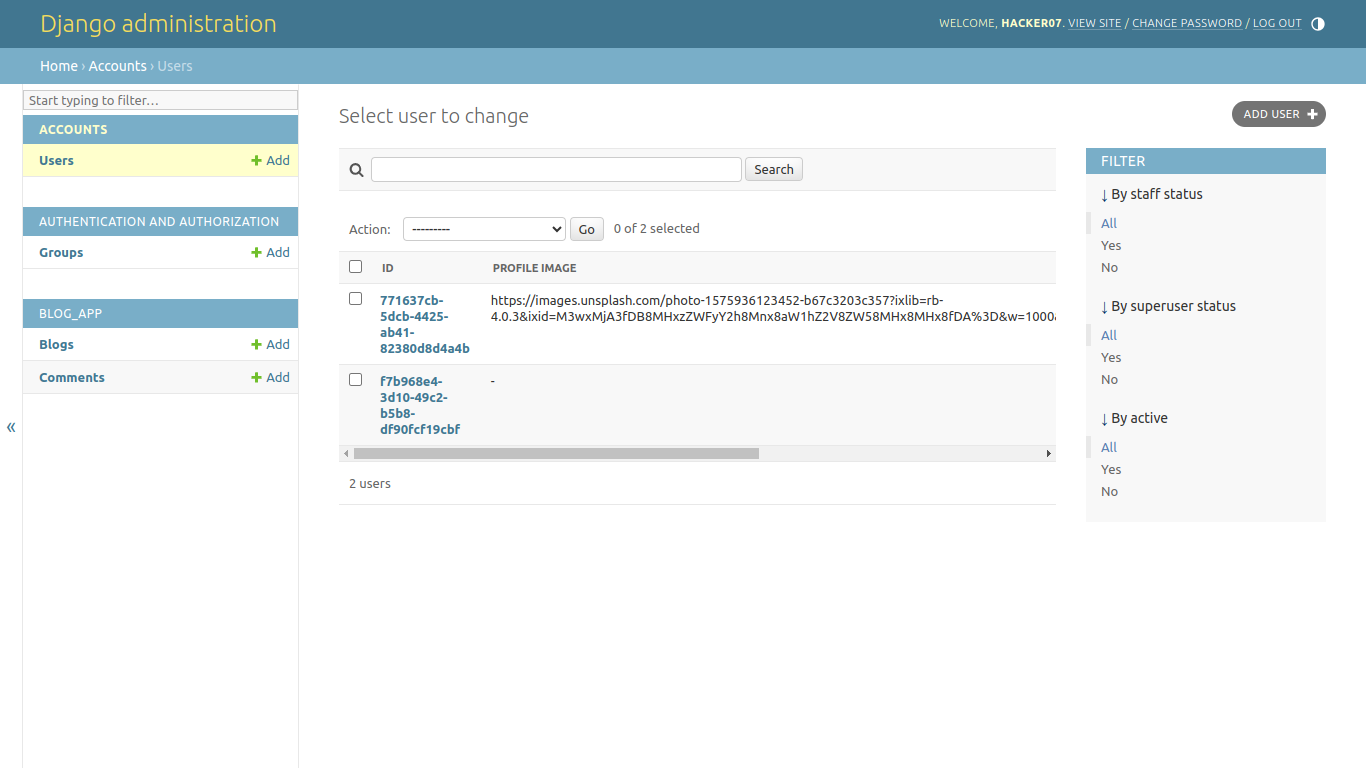 Django administration
WELCOME, HACKER07. VIEW SITE / CHANGE PASSWORD / LOG OUT
Home › Accounts › Users
Start typing to filter...
ACCOUNTS
Users + Add
AUTHENTICATION AND AUTHORIZATION
Groups + Add
BLOG_APP
Blogs + Add
Comments + Add
«
Select user to change
ADD USER +
Search
Action: --------- Go 0 of 2 selected
ID PROFILE IMAGE
771637cb-
5dcb-4425-
ab41-
82380d8d4a4b
https://images.unsplash.com/photo-1575936123452-b67c3203c357?ixlib=rb-
4.0.3&ixid=M3wxMjA3fDB8MHxzZWFyY2h8Mnx8aW1hZ2V8ZW58MHx8MHx8fDA%3D&w=1000&
f7b968e4-
3d10-49c2-
b5b8-
df90fcf19cbf
-
2 users
FILTER
↓ By staff status
All
Yes
No
↓ By superuser status
All
Yes
No
↓ By active
All
Yes
No